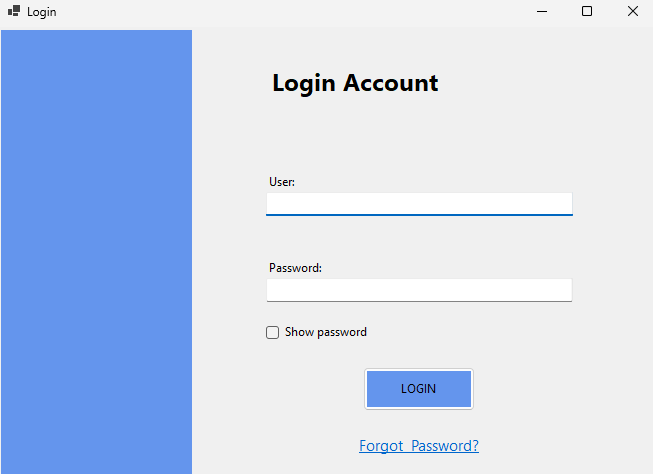 Login
Login Account
User:
Password:
Show password
LOGIN
Forgot Password?